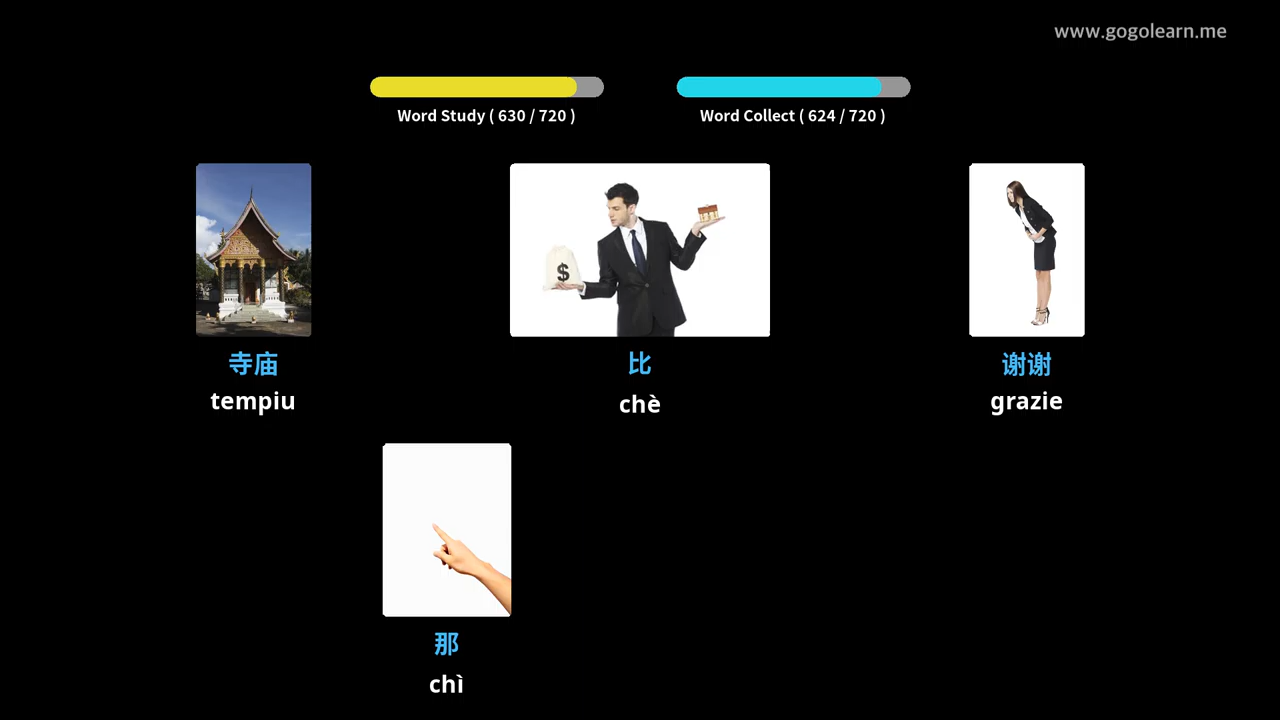 www.gogolearn.me
Word Study ( 630 / 720 )
Word Collect ( 624 / 720 )
$
寺庙
tempiu
比
chè
谢谢
grazie
那
chì